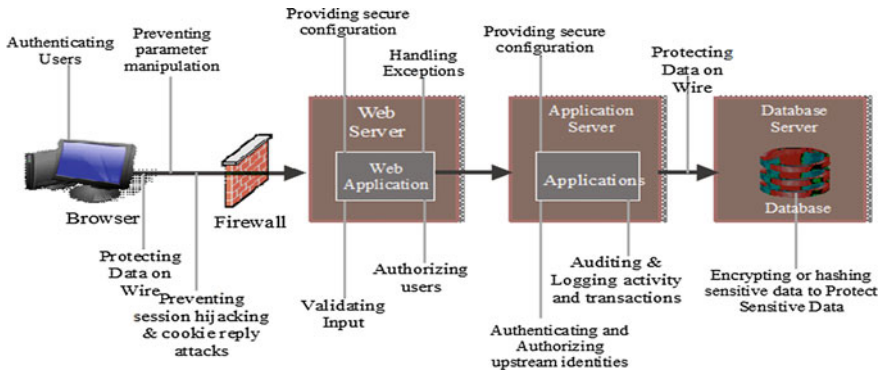 Authenticating
Users
Preventing
parameter
manipulation
Providing secure
configuration
Handling
Exceptions
Providing secure
configuration
Protecting
Data on
Wire
Web
Server
Web
Application
Application
Server
Applications
Database
Server
Database
Browser
Firewall
Protecting
Data on
Wire
Preventing
session hijacking
& cookie reply
attacks
Validating
Input
Authorizing
users
Auditing &
Logging activity
and transactions
Authenticating and
Authorizing
upstream identities
Encrypting or hashing
sensitive data to Protect
Sensitive Data